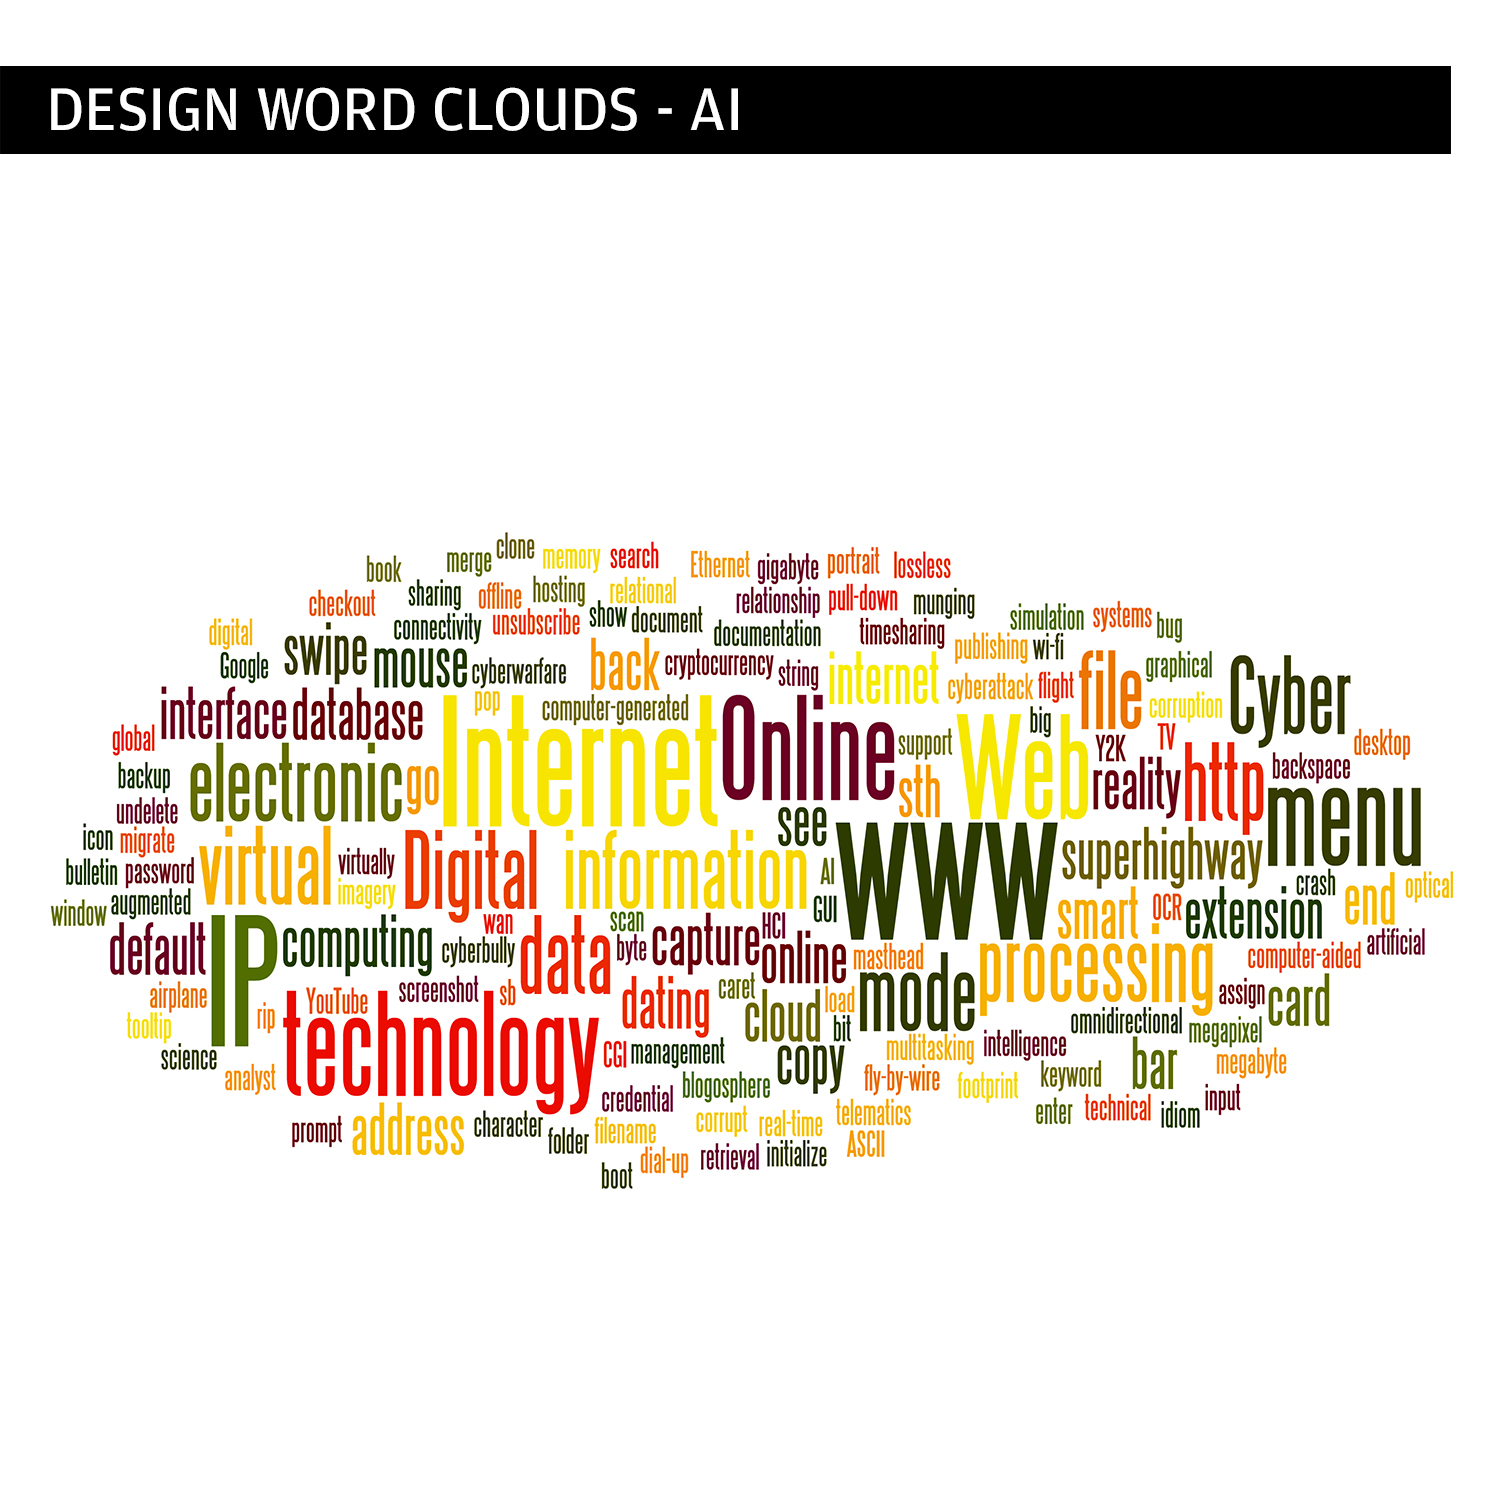 DESIGN WORD CLOUDS - AI
clone
merge
memory
search
book
Ethernet
gigabyte
portrait
lossless
sharing
offline
hosting
relational
checkout
relationship
pull-down
munging
connectivity
unsubscribe
show
document
documentation
timesharing
simulation
systems
bug
digital
Google
swipe
mouse
cyberwarfare
back
cryptocurrency
string
internet
publishing
wi-fi
cyberattack
flight
file
graphical
corruption
Cyber
interface
database
pop
computer-generated
Internet
Online
support
Web
big
Y2K
TV
desktop
global
backup
electronic
go
sth
reality
http
backspace
menu
undelete
see
icon
migrate
virtual
virtually
Digital
information
AI
www
superhighway
crash
bulletin
password
imagery
GUI
smart
OCR
extension
end
optical
window
augmented
wan
scan
HCI
default
IP
computing
cyberbully
data
byte
capture
online
masthead
processing
computer-aided
artificial
airplane
screenshot
sb
dating
caret
load
mode
assign
card
tooltip
rip
YouTube
technology
cloud
bit
omnidirectional
megapixel
science
CGI
management
copy
multitasking
intelligence
bar
megabyte
analyst
blogosphere
fly-by-wire
footprint
keyword
credential
enter
technical
idiom
input
prompt
address
character
folder
filename
corrupt
real-time
telematics
ASCII
boot
dial-up
retrieval
initialize